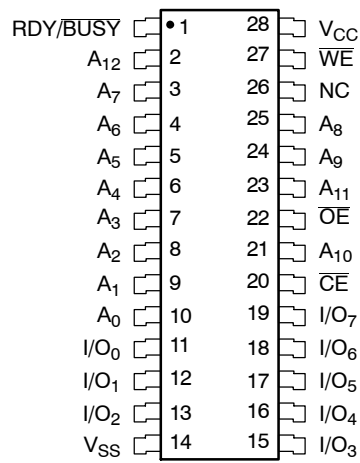 RDY/BUSY 1 28 VCC
A12 2 27 WE
A7 3 26 NC
A6 4 25 A8
A5 5 24 A9
A4 6 23 A11
A3 7 22 OE
A2 8 21 A10
A1 9 20 CE
A0 10 19 I/O7
I/O0 11 18 I/O6
I/O1 12 17 I/O5
I/O2 13 16 I/O4
VSS 14 15 I/O3